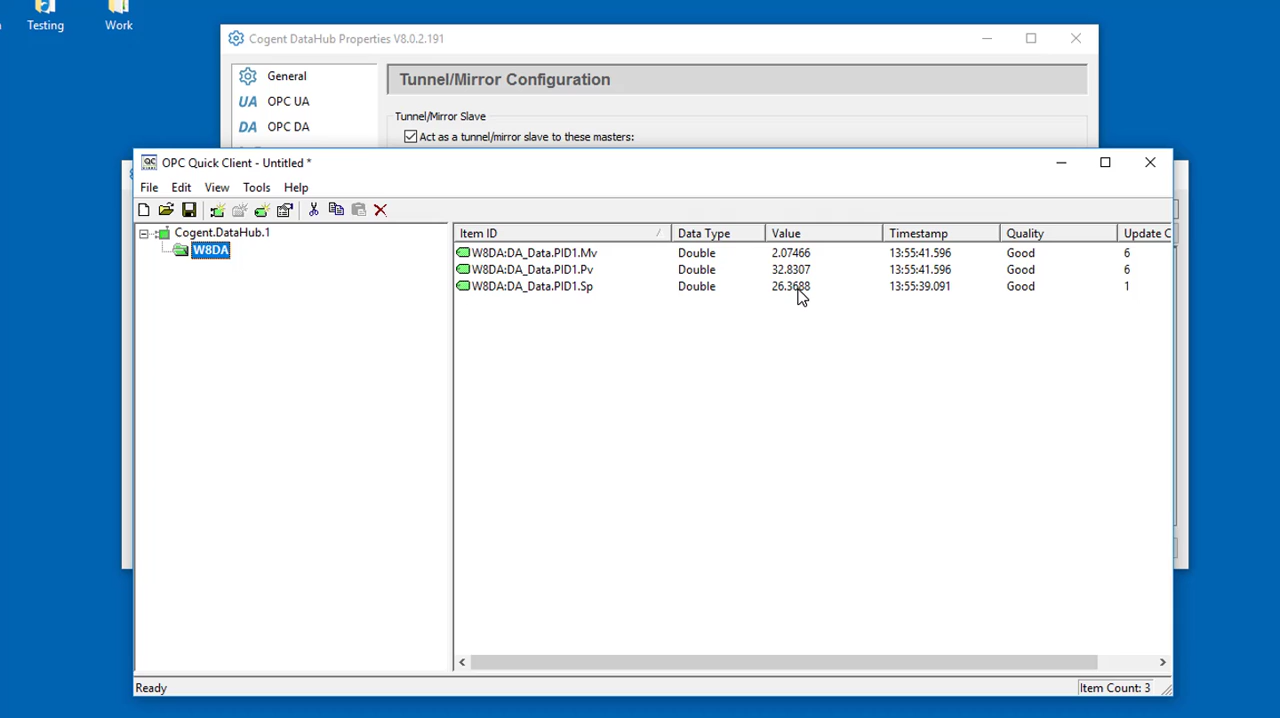 Testing
Work
Cogent DataHub Properties V8.0.2.191
General
UA OPC UA
DA OPC DA
Tunnel/Mirror Configuration
Tunnel/Mirror Slave
Act as a tunnel/mirror slave to these masters:
QC OPC Quick Client - Untitled *
File Edit View Tools Help
Cogent.DataHub.1
W8DA
Item ID / Data Type Value Timestamp Quality Update C
W8DA:DA_Data.PID1.Mv Double 2.07466 13:55:41.596 Good 6
W8DA:DA_Data.PID1.Pv Double 32.8307 13:55:41.596 Good 6
W8DA:DA_Data.PID1.Sp Double 26.3688 13:55:39.091 Good 1
Ready
Item Count: 3